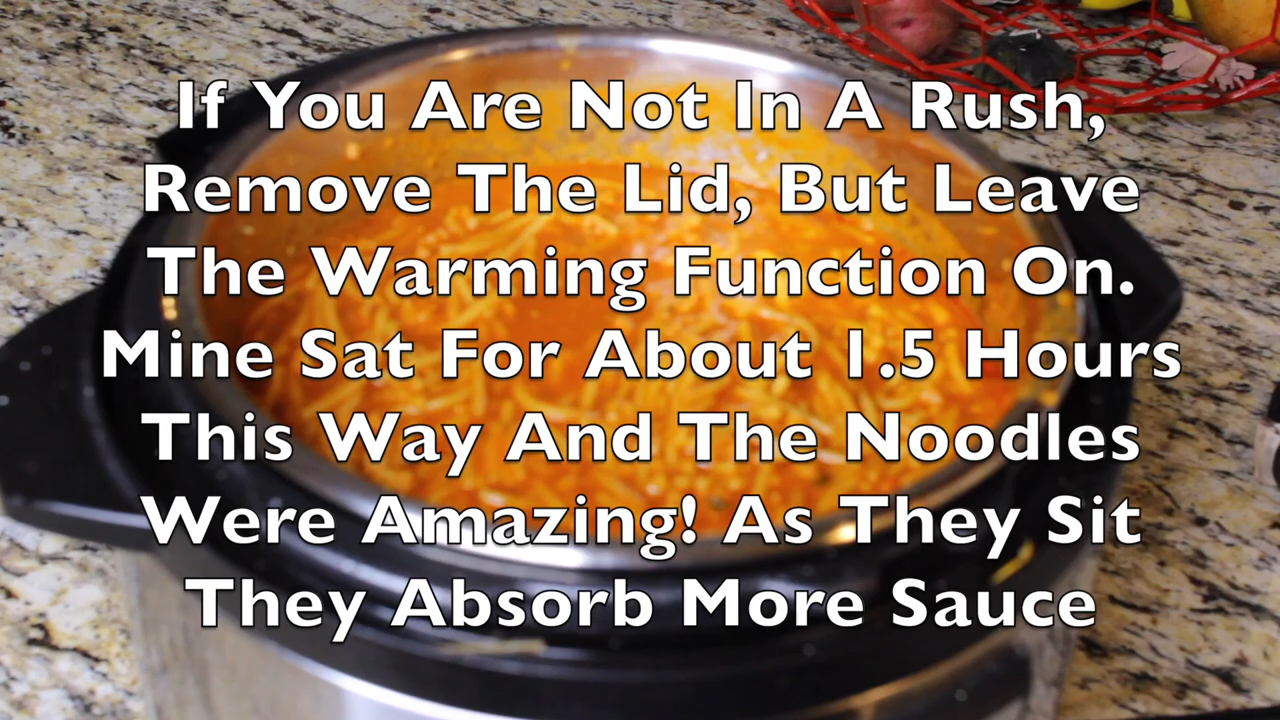 If You Are Not In A Rush,
Remove The Lid, But Leave
The Warming Function On.
Mine Sat For About 1.5 Hours
This Way And The Noodles
Were Amazing! As They Sit
They Absorb More Sauce